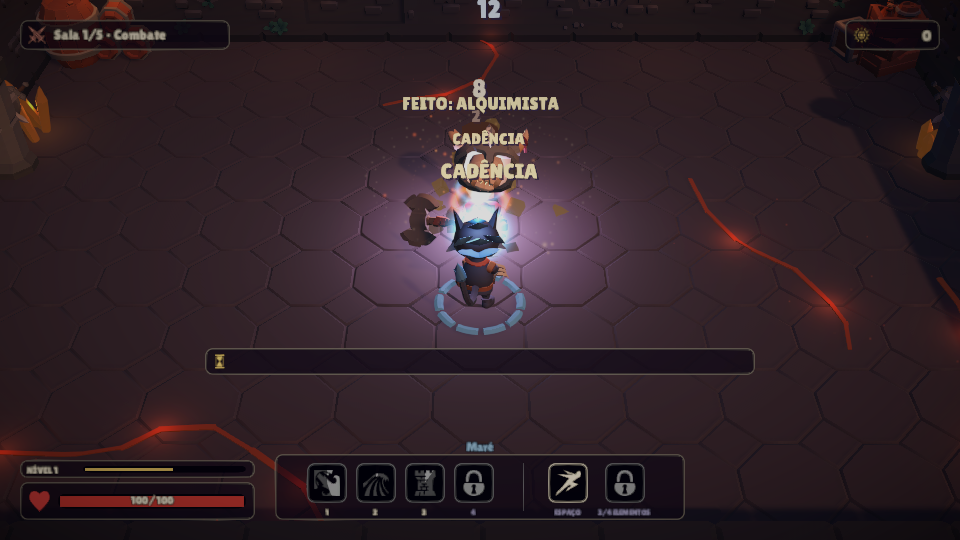 12
Sala 1/5 · Combate
0
8
FEITO: ALQUIMISTA
2
CADÊNCIA
CADÊNCIA
Maré
NÍVEL 1
100/100
1
2
3
4
ESPAÇO
3/4 ELEMENTOS